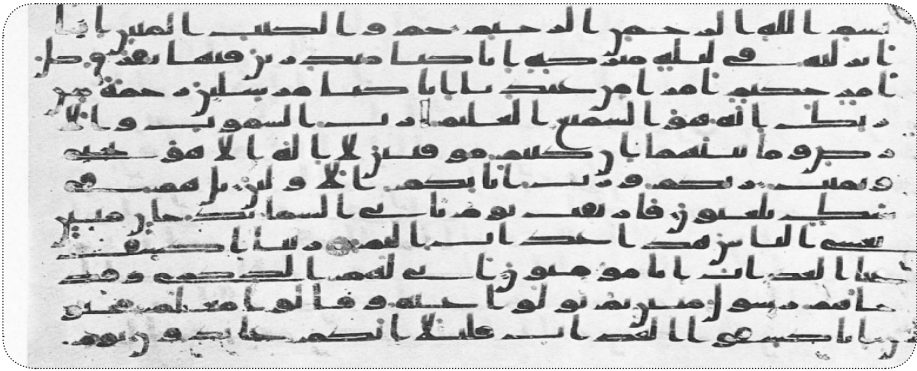 بسم الله الرحمن الرحيم حم والكتب المبين انا
انزلنه في ليلة مبركة انا كنا منذرين فيها يفرق كل
امر حكيم امرا من عندنا انا كنا مرسلين رحمة من
ربك انه هو السميع العليم رب السموت والا
رض وما بينهما ان كنتم موقنين لا اله الا هو يحيي
ويميت ربكم ورب ابايكم الاولين بل هم في
شك يلعبون فارتقب يوم تاتي السما بدخان مبين
يغشى الناس هذا عذاب اليم ربنا اكشف
عنا العذاب انا مومنون انى لهم الذكرى وقد
جاهم رسول مبين ثم تولوا عنه وقالوا معلم مجنون
انا كاشفوا العذاب قليلا انكم عايدون يوم